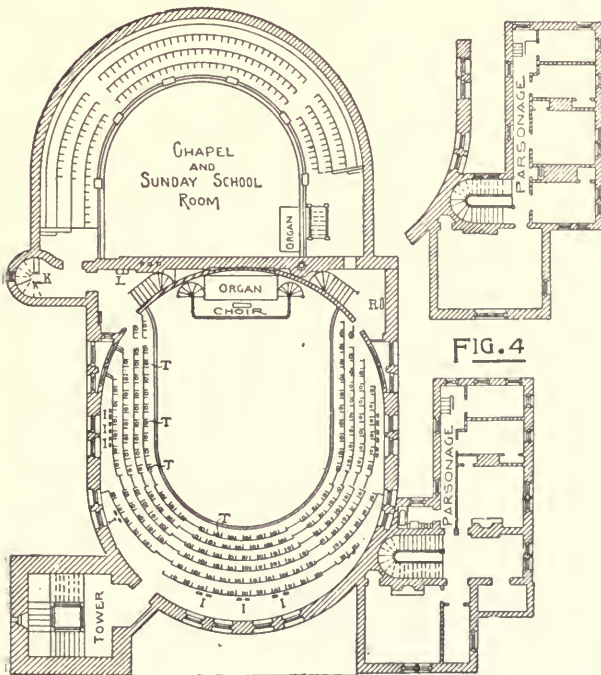 CHAPEL
AND
SUNDAY SCHOOL
ROOM
ORGAN
PARSONAGE
K
L
ORGAN
CHOIR
R
FIG. 4
T
T
T
T
I
I
I
I I I
PARSONAGE
TOWER